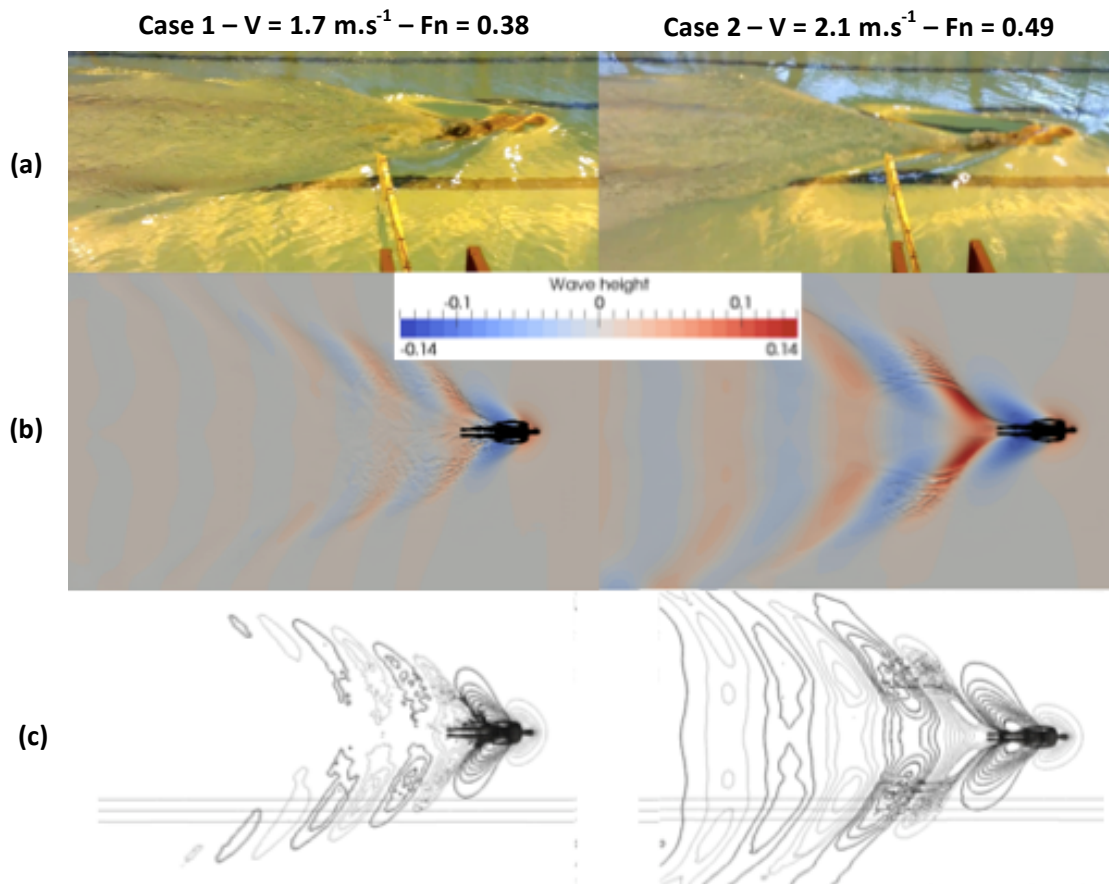 Case 1 – V = 1.7 m.s⁻¹ – Fn = 0.38
Case 2 – V = 2.1 m.s⁻¹ – Fn = 0.49
(a)
Wave height
-0.1 0 0.1
-0.14 0.14
(b)
(c)